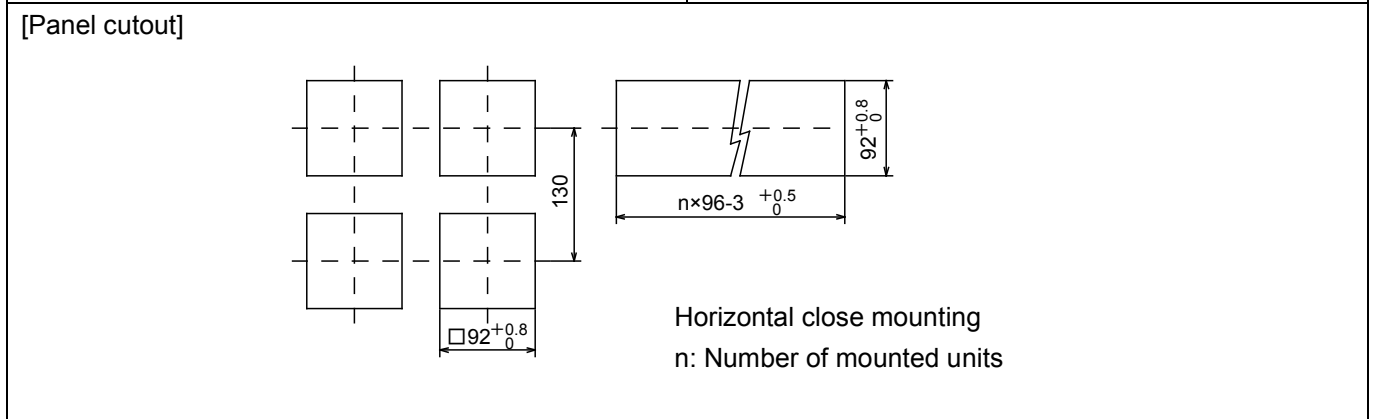 [Panel cutout]
130
□92 +0.8 0
n×96-3 +0.5 0
92 +0.8 0
Horizontal close mounting
n: Number of mounted units